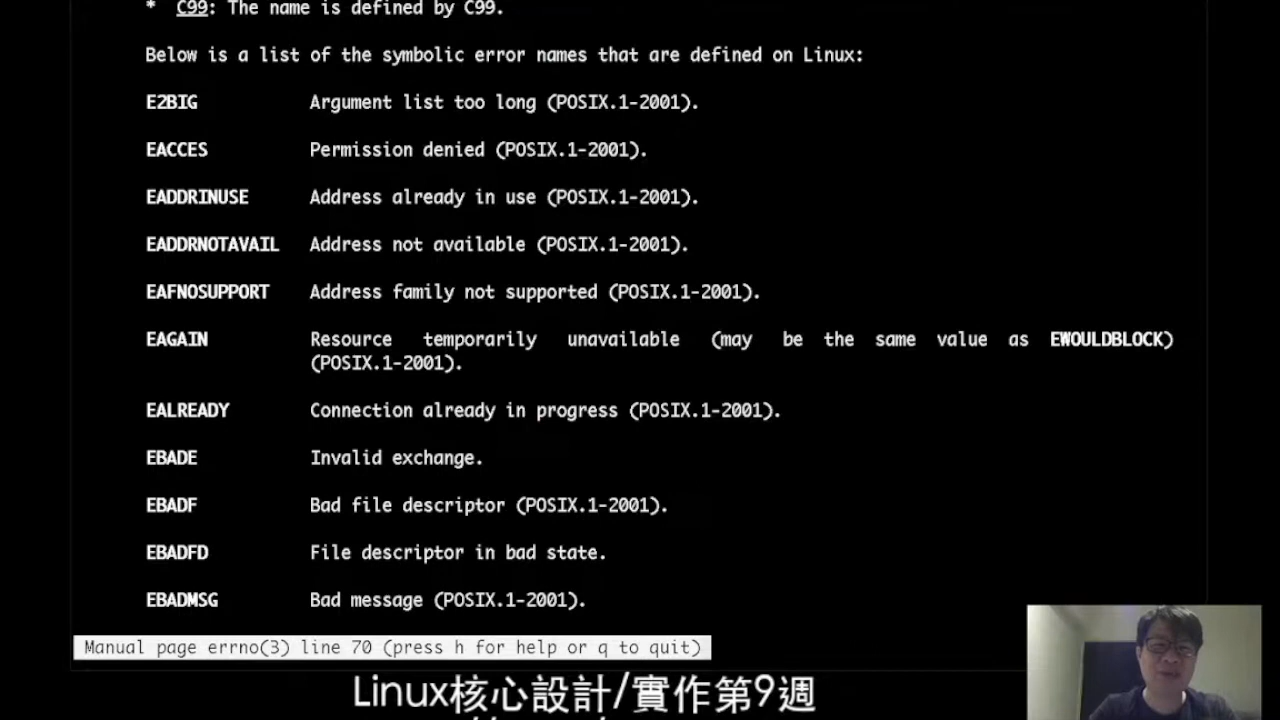 * C99: The name is defined by C99.
Below is a list of the symbolic error names that are defined on Linux:
E2BIG Argument list too long (POSIX.1-2001).
EACCES Permission denied (POSIX.1-2001).
EADDRINUSE Address already in use (POSIX.1-2001).
EADDRNOTAVAIL Address not available (POSIX.1-2001).
EAFNOSUPPORT Address family not supported (POSIX.1-2001).
EAGAIN Resource temporarily unavailable (may be the same value as EWOULDBLOCK)
(POSIX.1-2001).
EALREADY Connection already in progress (POSIX.1-2001).
EBADE Invalid exchange.
EBADF Bad file descriptor (POSIX.1-2001).
EBADFD File descriptor in bad state.
EBADMSG Bad message (POSIX.1-2001).
Manual page errno(3) line 70 (press h for help or q to quit)
Linux核心設計/實作第9週